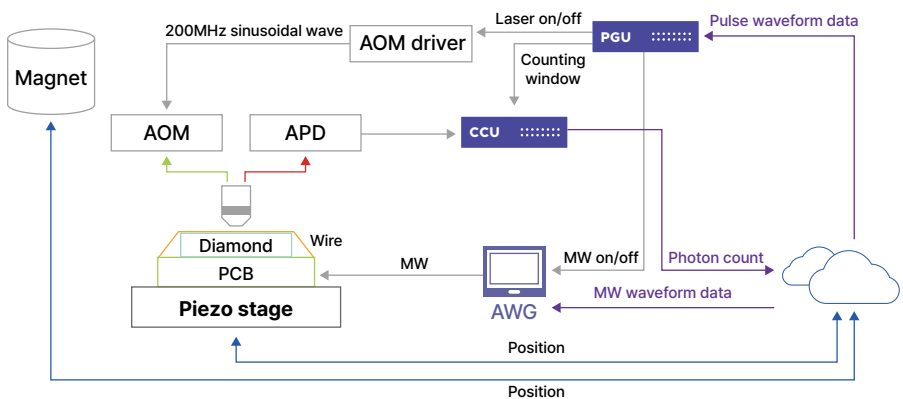 Laser on/off
PGU
Pulse waveform data
200MHz sinusoidal wave
AOM driver
Counting
window
Magnet
AOM
APD
CCU
Diamond
Wire
PCB
MW
MW on/off
Photon count
Piezo stage
AWG
MW waveform data
Position
Position